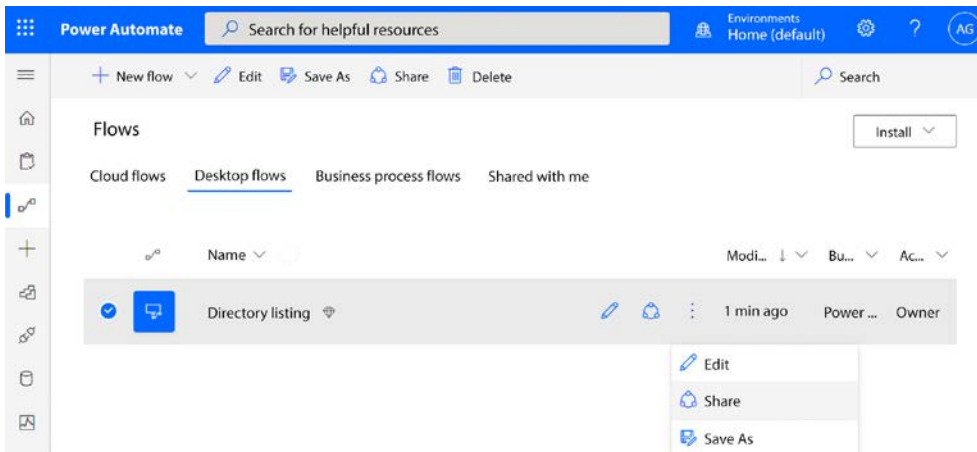 Power Automate Search for helpful resources Environments Home (default) ? AG
New flow Edit Save As Share Delete Search
Flows Install
Cloud flows Desktop flows Business process flows Shared with me
Name Modi... ↓ Bu... Ac...
Directory listing 1 min ago Power ... Owner
Edit
Share
Save As